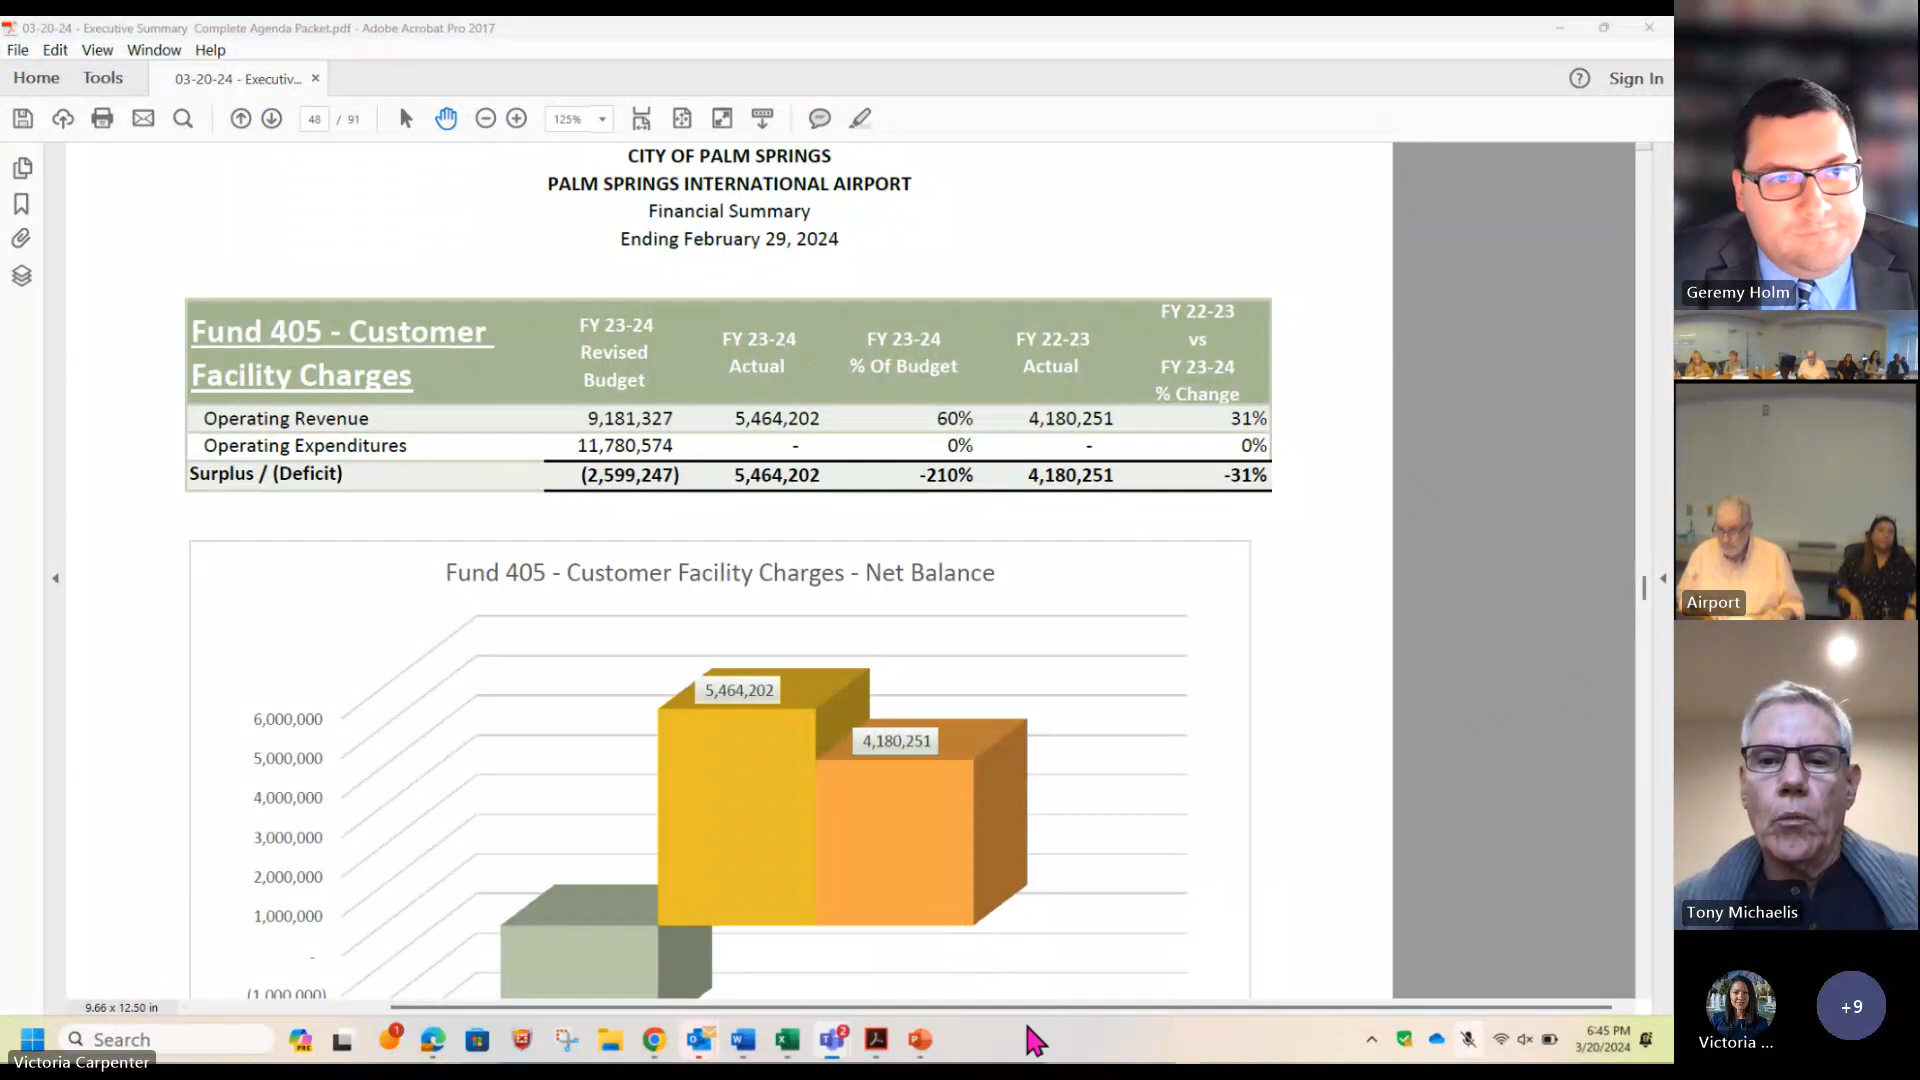 03-20-24 - Executive Summary Complete Agenda Packet.pdf - Adobe Acrobat Pro 2017
File Edit View Window Help
Home Tools 03-20-24 - Executiv... × Sign In
48 / 91 125%
CITY OF PALM SPRINGS
PALM SPRINGS INTERNATIONAL AIRPORT
Financial Summary
Ending February 29, 2024
Fund 405 - Customer
Facility Charges
FY 23-24
Revised
Budget
FY 23-24
Actual
FY 23-24
% Of Budget
FY 22-23
Actual
FY 22-23
vs
FY 23-24
% Change
Operating Revenue 9,181,327 5,464,202 60% 4,180,251 31%
Operating Expenditures 11,780,574 - 0% - 0%
Surplus / (Deficit) (2,599,247) 5,464,202 -210% 4,180,251 -31%
Fund 405 - Customer Facility Charges - Net Balance
5,464,202
4,180,251
6,000,000
5,000,000
4,000,000
3,000,000
2,000,000
1,000,000
-
(1,000,000)
9.66 x 12.50 in
Search
PRE
1
2
6:45 PM
3/20/2024
Victoria Carpenter
Geremy Holm
Airport
Tony Michaelis
Victoria ...
+9